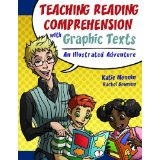 TEACHING READING
COMPREHENSION
with Graphic Texts
An Illustrated Adventure
Katie Monnin
Rachel Bowman